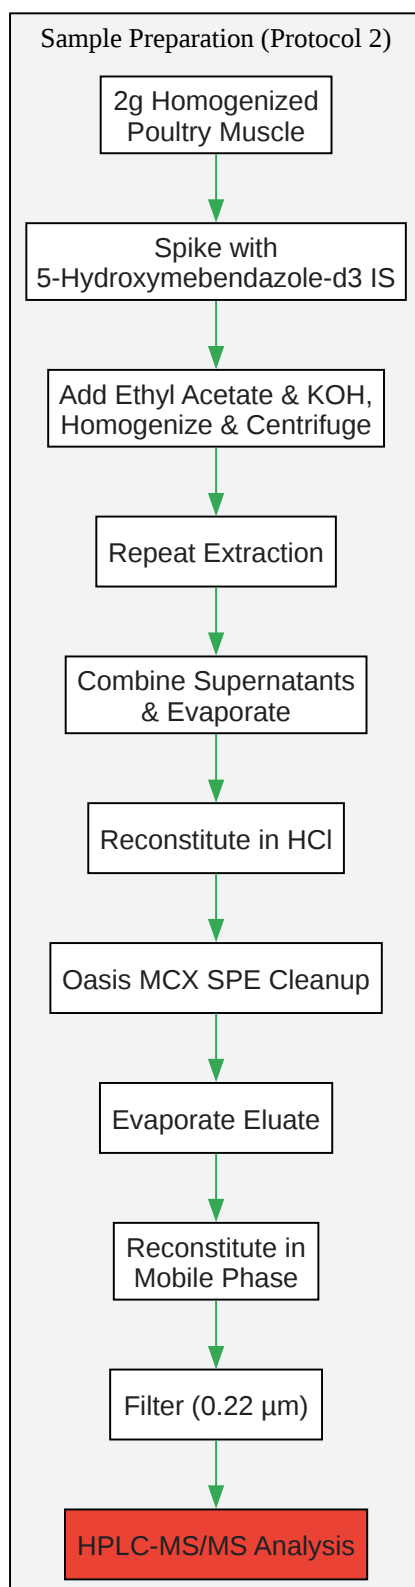 Sample Preparation (Protocol 2)
2g Homogenized
Poultry Muscle
Spike with
5-Hydroxymebendazole-d3 IS
Add Ethyl Acetate & KOH,
Homogenize & Centrifuge
Repeat Extraction
Combine Supernatants
& Evaporate
Reconstitute in HCl
Oasis MCX SPE Cleanup
Evaporate Eluate
Reconstitute in
Mobile Phase
Filter (0.22 µm)
HPLC-MS/MS Analysis